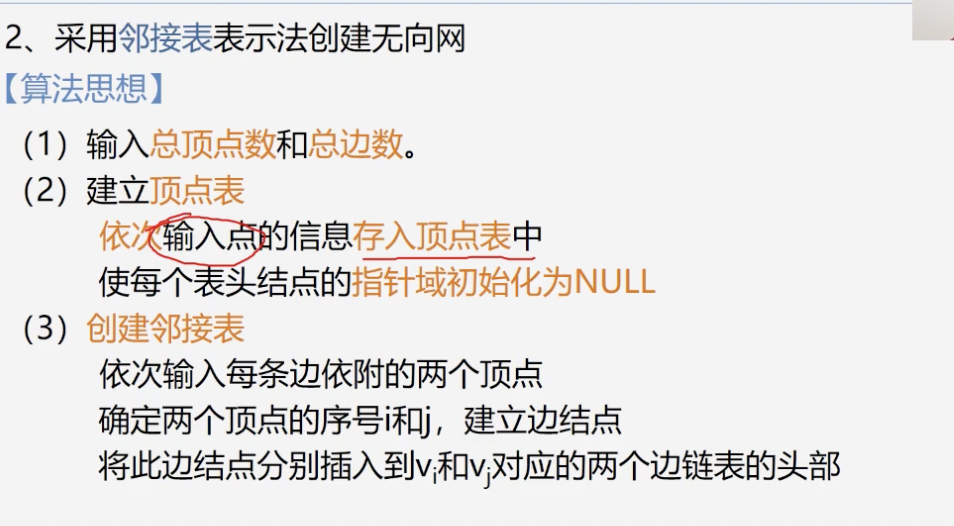 2、采用邻接表表示法创建无向网
【算法思想】
（1）输入总顶点数和总边数。
（2）建立顶点表
依次输入点的信息存入顶点表中
使每个表头结点的指针域初始化为NULL
（3）创建邻接表
依次输入每条边依附的两个顶点
确定两个顶点的序号i和j，建立边结点
将此边结点分别插入到vi和vj对应的两个边链表的头部